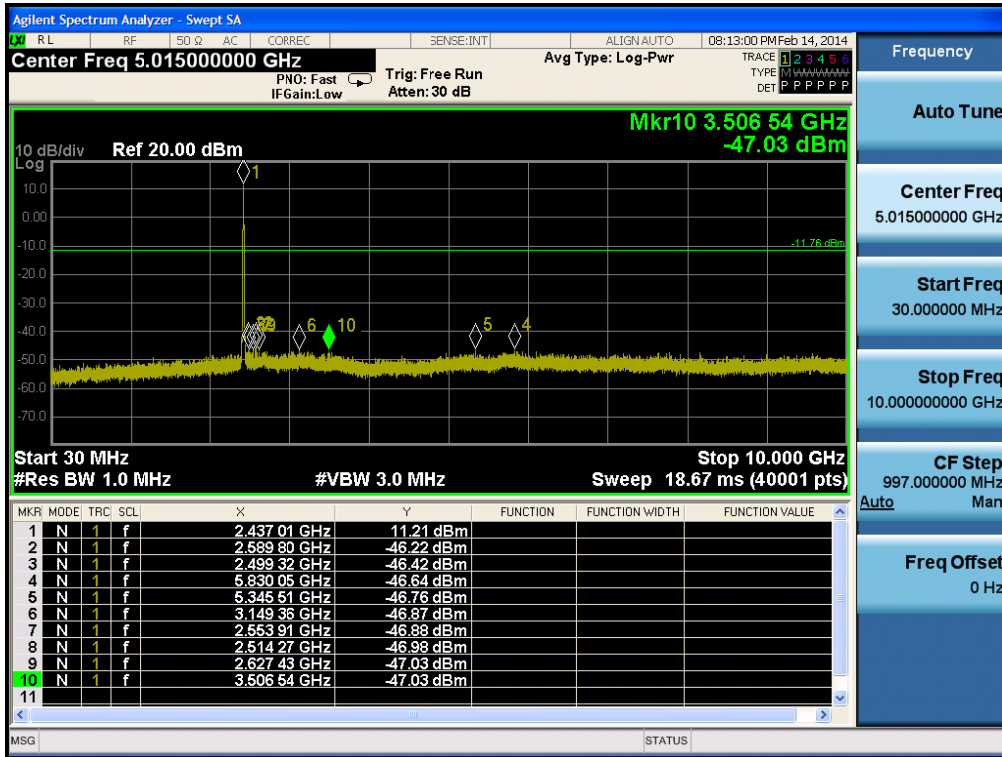 Agilent Spectrum Analyzer - Swept SA
LXI RL RF 50 Ω AC CORREC SENSE:INT ALIGN AUTO 08:13:00 PM Feb 14, 2014
Center Freq 5.015000000 GHz Avg Type: Log-Pwr TRACE 1 2 3 4 5 6
PNO: Fast Trig: Free Run TYPE M WWWWW
IFGain:Low Atten: 30 dB DET P P P P P P
Mkr10 3.506 54 GHz
-47.03 dBm
10 dB/div Ref 20.00 dBm
Log
1
10.0
0.00
-10.0
-11.76 dBm
-20.0
-30.0
-40.0
6 10 5 4
-50.0
-60.0
-70.0
Start 30 MHz Stop 10.000 GHz
#Res BW 1.0 MHz #VBW 3.0 MHz Sweep 18.67 ms (40001 pts)
MKR MODE TRC SCL X Y FUNCTION FUNCTION WIDTH FUNCTION VALUE
1 N 1 f 2.437 01 GHz 11.21 dBm
2 N 1 f 2.589 80 GHz -46.22 dBm
3 N 1 f 2.499 32 GHz -46.42 dBm
4 N 1 f 5.830 05 GHz -46.64 dBm
5 N 1 f 5.345 51 GHz -46.76 dBm
6 N 1 f 3.149 36 GHz -46.87 dBm
7 N 1 f 2.553 91 GHz -46.88 dBm
8 N 1 f 2.514 27 GHz -46.98 dBm
9 N 1 f 2.627 43 GHz -47.03 dBm
10 N 1 f 3.506 54 GHz -47.03 dBm
11
MSG STATUS
Frequency
Auto Tune
Center Freq
5.015000000 GHz
Start Freq
30.000000 MHz
Stop Freq
10.000000000 GHz
CF Step
997.000000 MHz
Auto Man
Freq Offset
0 Hz